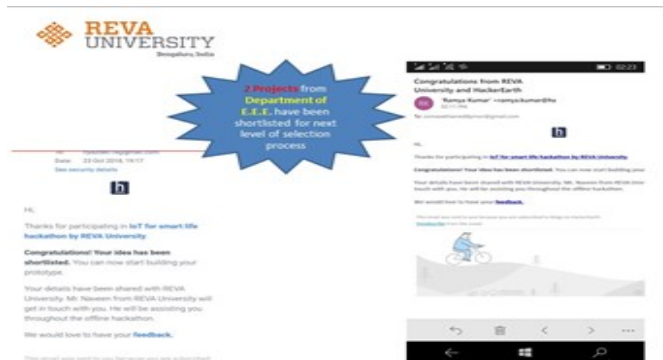 REVA
UNIVERSITY
Bengaluru, India
2 Projects from
Department of
E.E.E. have been
shortlisted for next
level of selection
process
Date: 23 Oct 2018, 19:17
See security details
h
Hi,
Thanks for participating in IoT for smart life
hackathon by REVA University
Congratulations! Your idea has been
shortlisted. You can now start building your
prototype.
Your details have been shared with REVA
University. Mr. Naveen from REVA University will
get in touch with you. He will be assisting you
throughout the offline hackathon.
We would love to have your feedback.
02:23
Congratulations from REVA
University and HackerEarth
'Ramya Kumar'
To:
h
Hi,
Thanks for participating in IoT for smart life hackathon by REVA University.
Congratulations! Your idea has been shortlisted. You can now start building your
Your details have been shared with REVA University. Mr. Naveen from REVA Univ
touch with you. He will be assisting you throughout the offline hackathon.
We would love to have your feedback.